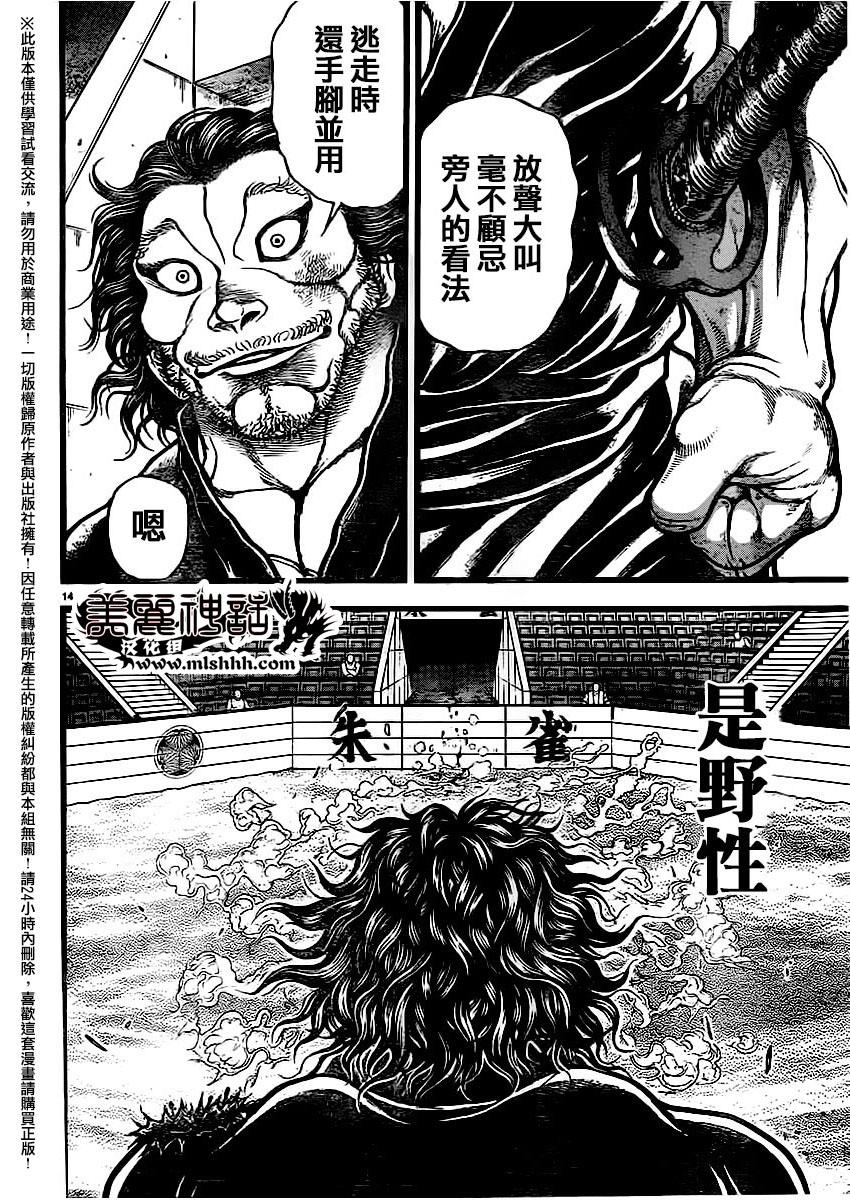 放聲大叫
毫不顧忌
旁人的看法
逃走時
還手腳並用
嗯
14
美麗神話
汉化组
www.mlshhh.com
朱雀
是野性
※此版本僅供學習試看交流，請勿用於商業用途！一切版權歸原作者與出版社擁有！因任意轉載所產生的版權糾紛都與本組無關！請24小時內刪除，喜歡這套漫畫請購買正版！